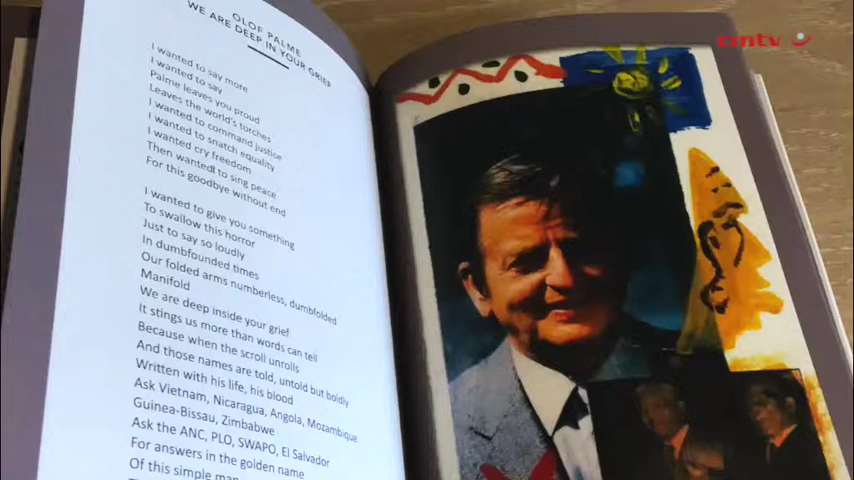 OLOF PALME
WE ARE DEEP IN YOUR GRIEF
I wanted to say more
I wanted to say
Palme leaves you proud
Leaves the world's torches
I wanted to command justice
I wanted to snatch equality
I wanted cry freedom
Then wanted to sing peace
For this goodbye without end
I wanted to give you something
To swallow this horror
Just to say so loudly
In dumbfounded times
Our folded arms numberless, dumbfolded
Manifold
We are deep inside your grief
It stings us more than words can tell
Because when the scroll unrolls
And those names are told, untold but boldly
Written with his life, his blood
Ask Vietnam, Nicaragua, Angola, Mozambique
Guinea-Bissau, Zimbabwe
Ask the ANC, PLO, SWAPO, El Salvador
For answers in the golden name
Of this simple man
cmtv